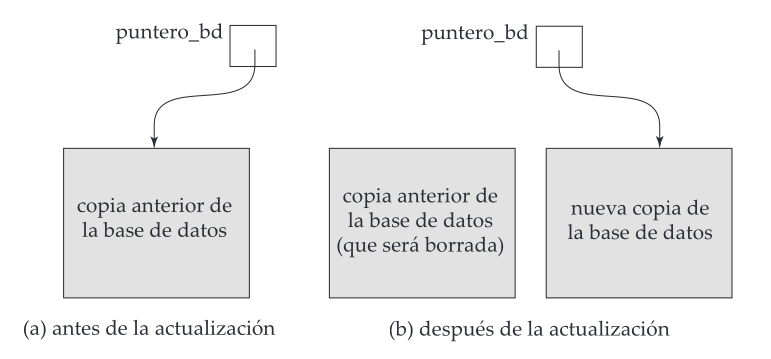 puntero_bd
copia anterior de
la base de datos
(a) antes de la actualización
puntero_bd
copia anterior de
la base de datos
(que será borrada)
nueva copia de
la base de datos
(b) después de la actualización